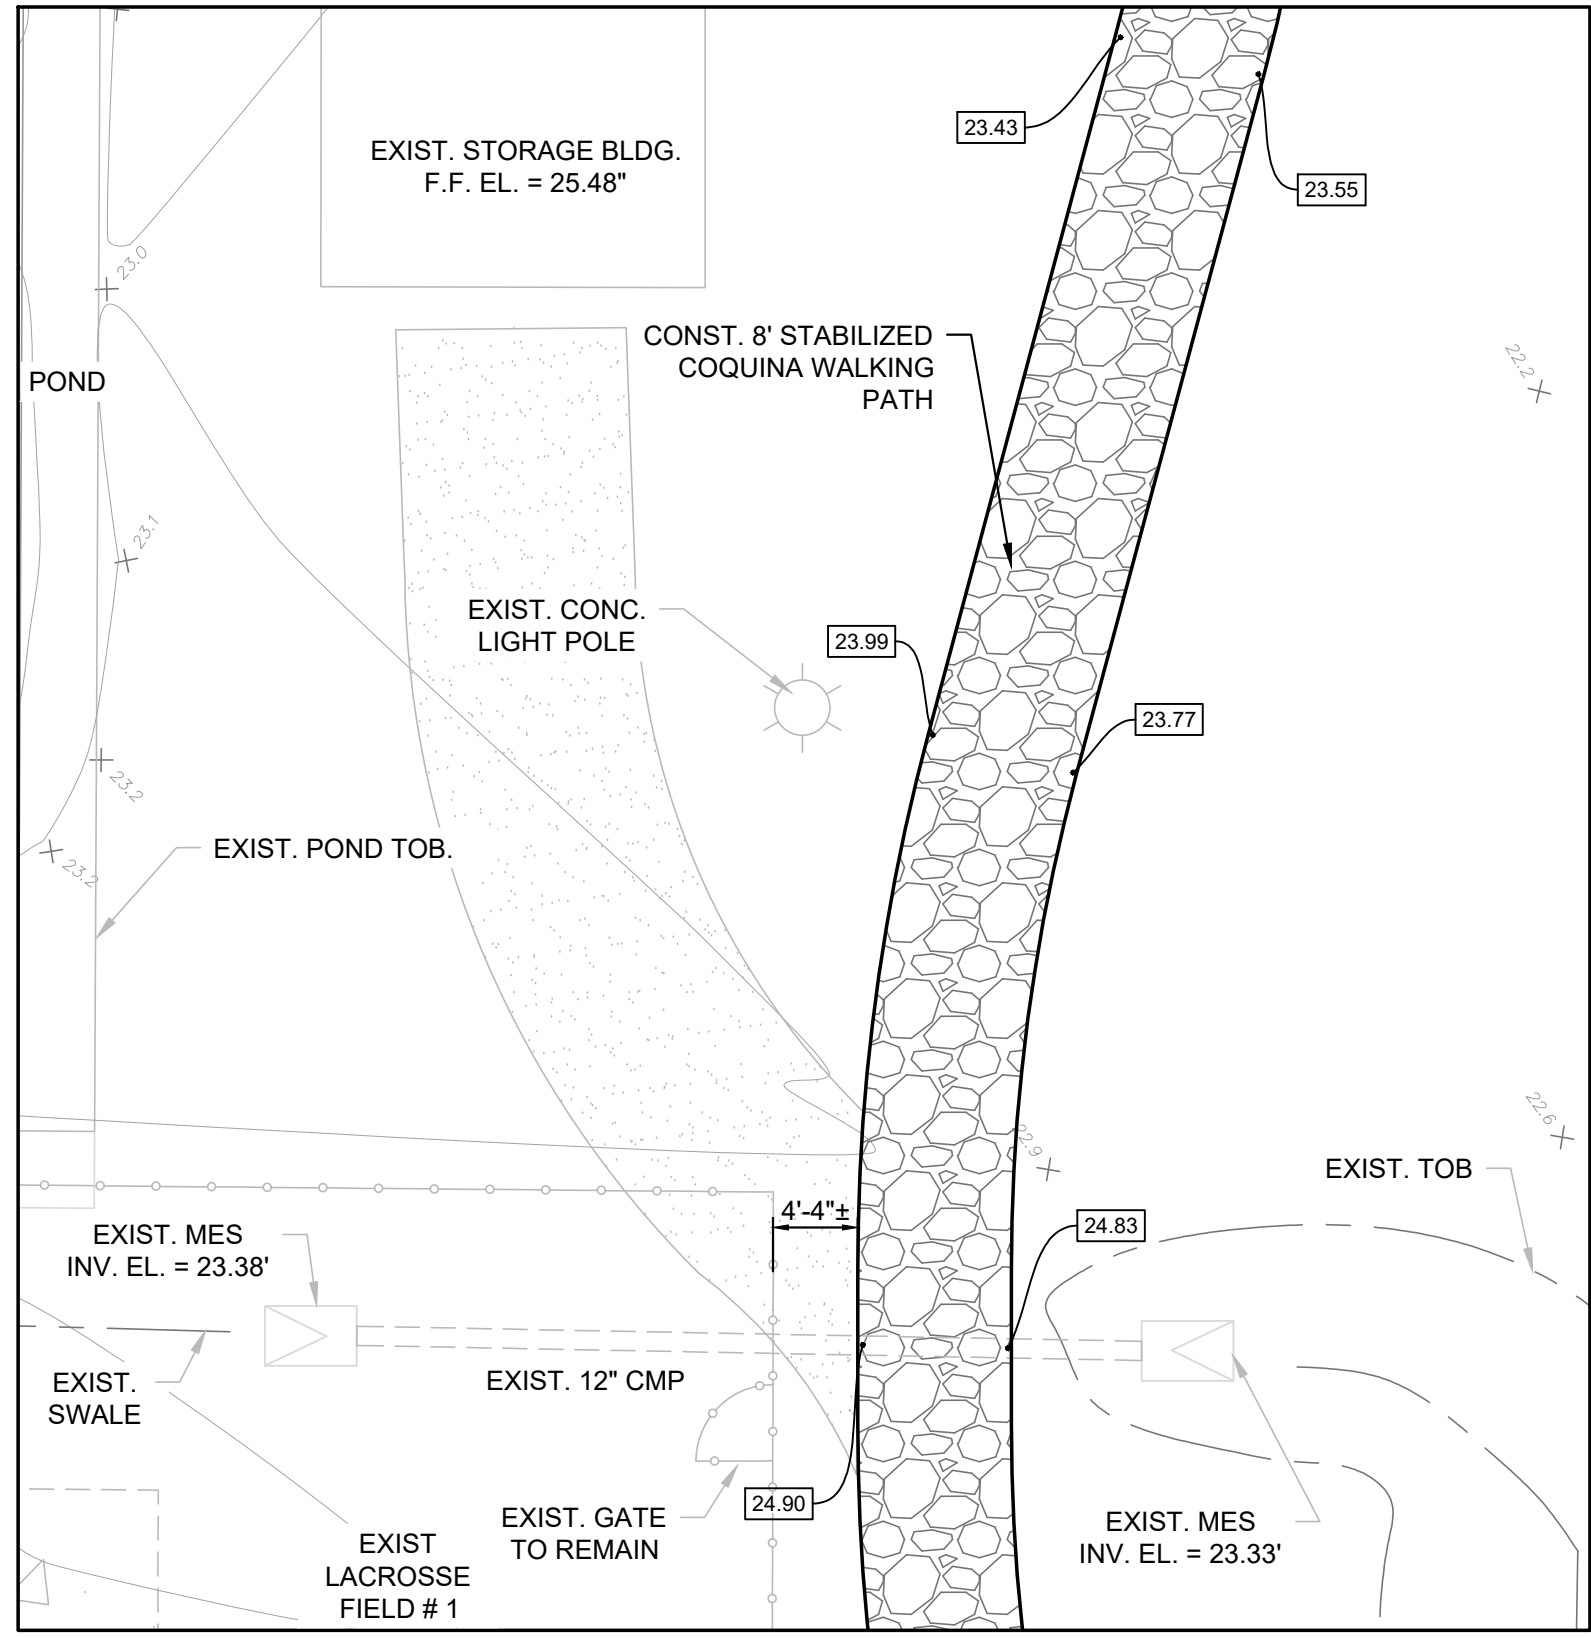 23.43
EXIST. STORAGE BLDG.
F.F. EL. = 25.48"
23.55
23.0
CONST. 8' STABILIZED
COQUINA WALKING
PATH
22.2
POND
23.1
EXIST. CONC.
LIGHT POLE
23.99
23.77
23.2
EXIST. POND TOB.
23.2
22.9
22.6
EXIST. TOB
4'-4"±
24.83
EXIST. MES
INV. EL. = 23.38'
EXIST.
SWALE
EXIST. 12" CMP
24.90
EXIST. GATE
TO REMAIN
EXIST. MES
INV. EL. = 23.33'
EXIST
LACROSSE
FIELD # 1